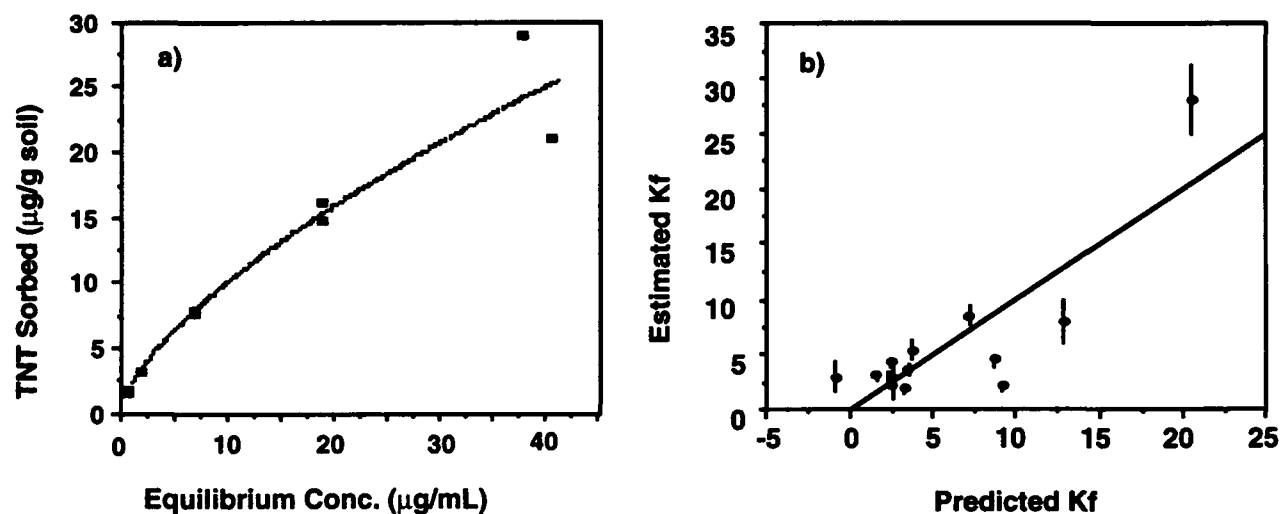 a)
TNT Sorbed (μg/g soil)
30
25
20
15
10
5
0
0 10 20 30 40
Equilibrium Conc. (μg/mL)
b)
Estimated Kf
35
30
25
20
15
10
5
0
-5 0 5 10 15 20 25
Predicted Kf